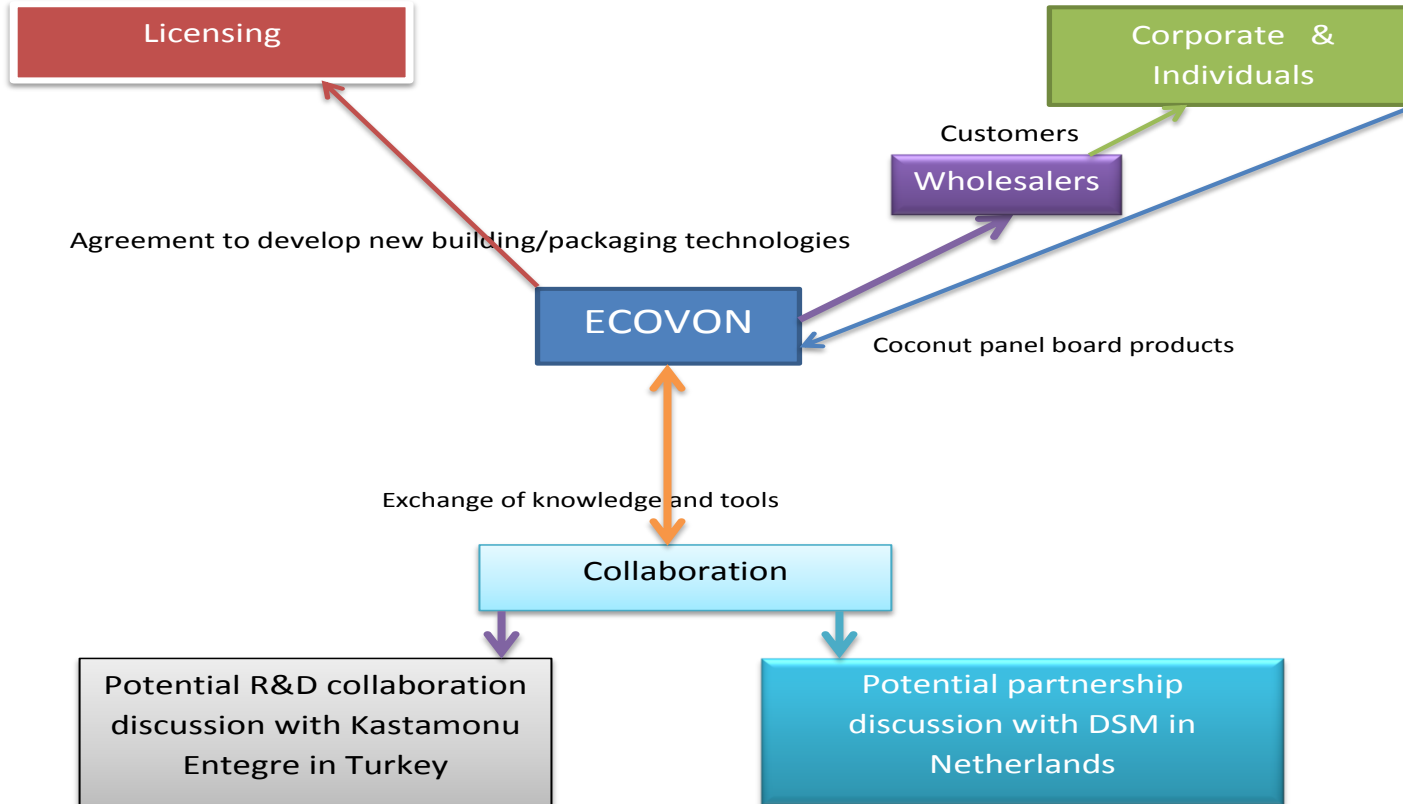 Licensing
Corporate & 
Individuals
Customers
Wholesalers
Agreement to develop new building/packaging technologies
ECOVON
Coconut panel board products
Exchange of knowledge and tools
Collaboration
Potential R&D collaboration
discussion with Kastamonu
Entegre in Turkey
Potential partnership
discussion with DSM in
Netherlands